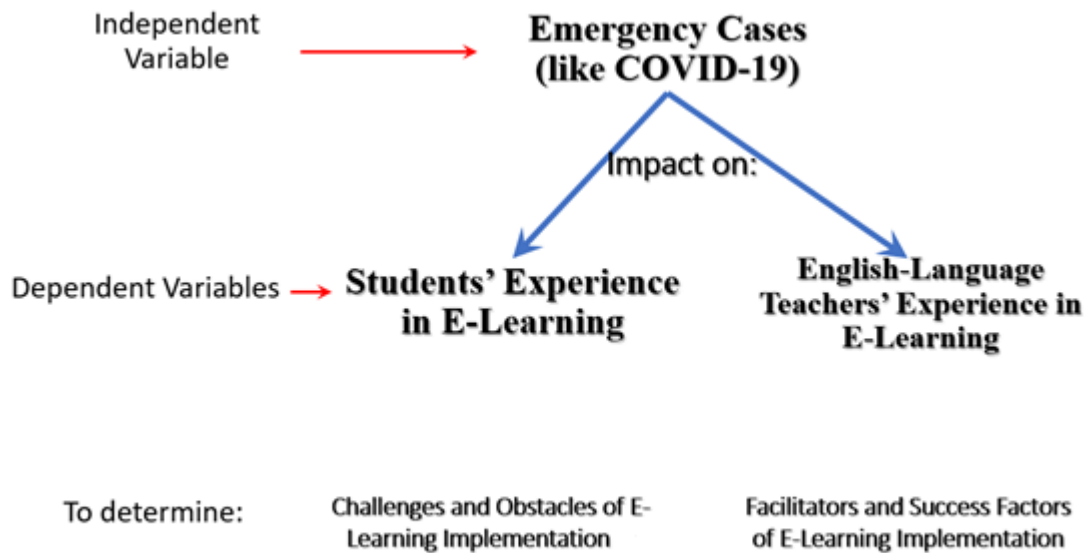 Independent
Variable
Emergency Cases
(like COVID-19)
Impact on:
Dependent Variables
Students’ Experience
in E-Learning
English-Language
Teachers’ Experience in
E-Learning
To determine:
Challenges and Obstacles of E-
Learning Implementation
Facilitators and Success Factors
of E-Learning Implementation